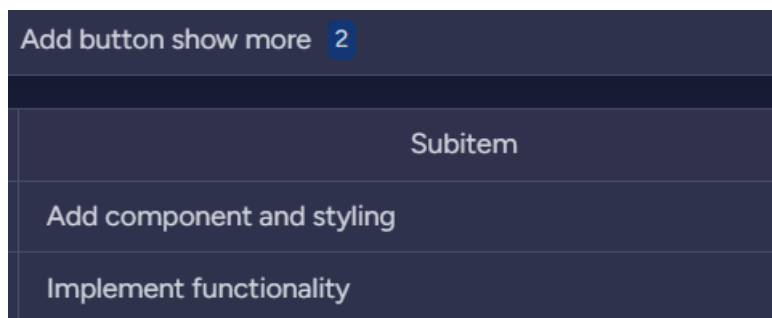 Add button show more 2
Subitem
Add component and styling
Implement functionality